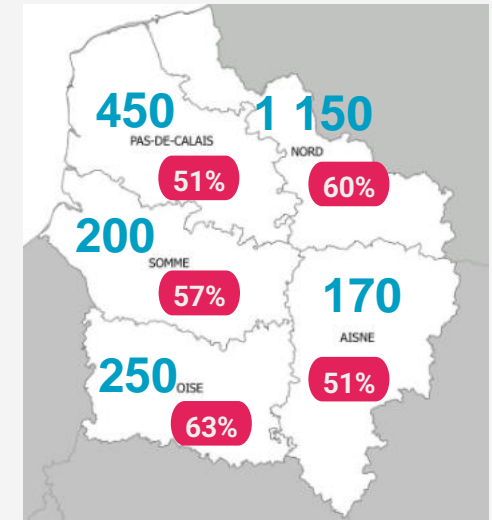 450
PAS-DE-CALAIS
51%
1 150
NORD
60%
200
SOMME
57%
170
AISNE
51%
250
OISE
63%